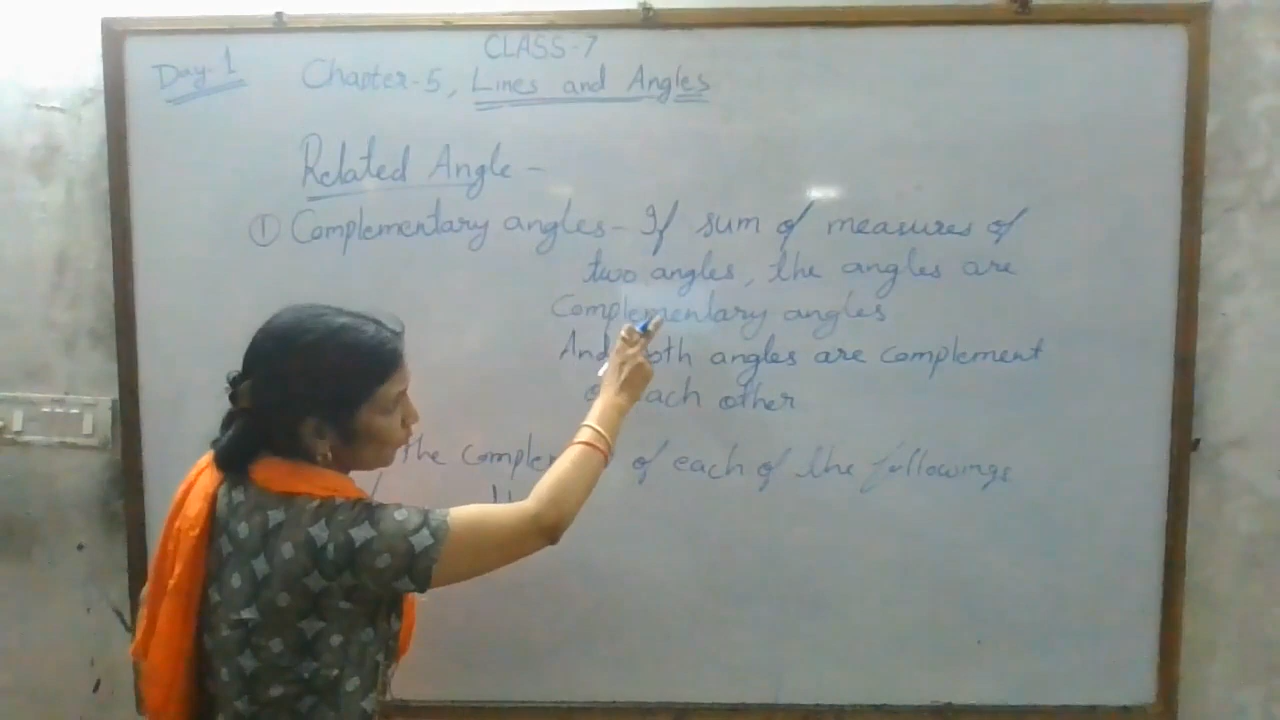 CLASS-7
Day-1 Chapter-5, Lines and Angles
Related Angle -
① Complementary angles - If sum of measures of
two angles, the angles are
Complementary angles
And both angles are complement
of each other
the comple of each of the followings